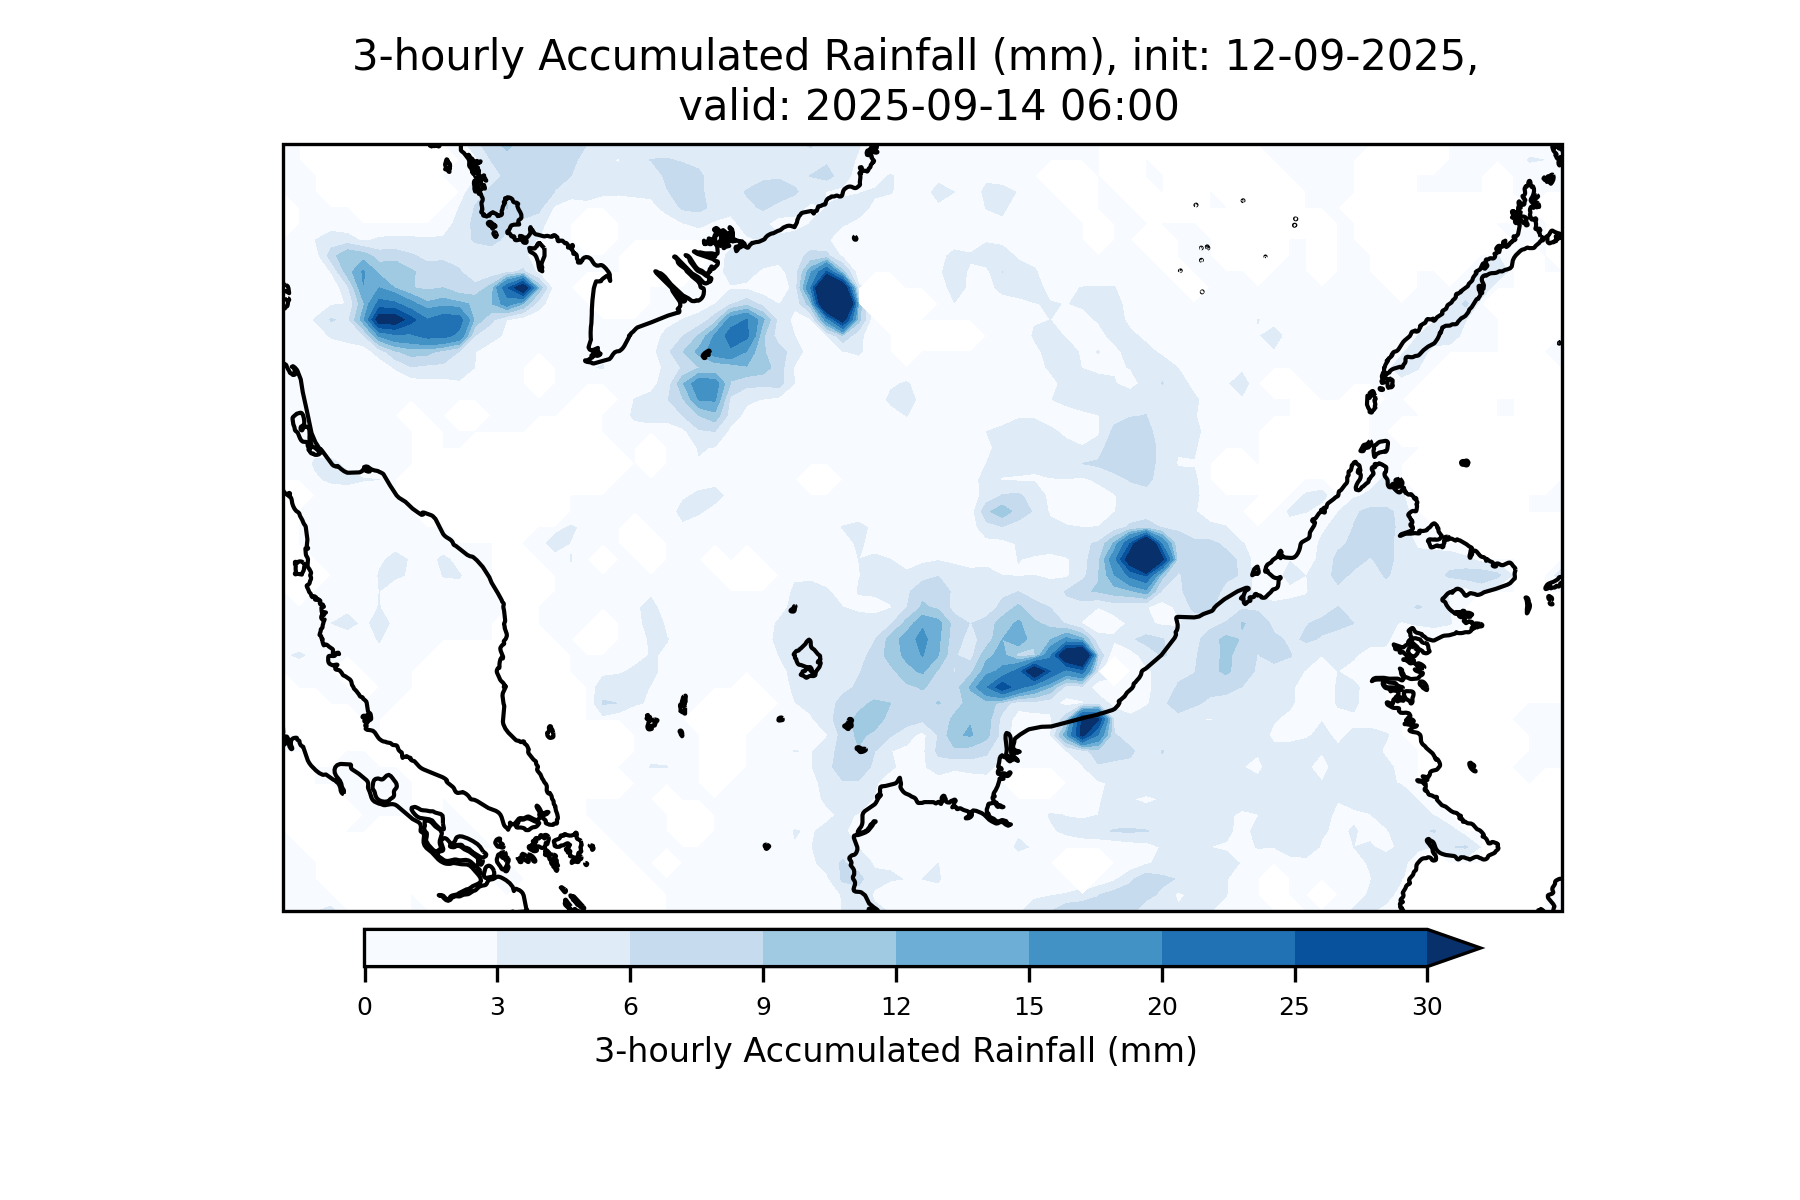 3-hourly Accumulated Rainfall (mm), init: 12-09-2025,
valid: 2025-09-14 06:00
0 3 6 9 12 15 20 25 30
3-hourly Accumulated Rainfall (mm)